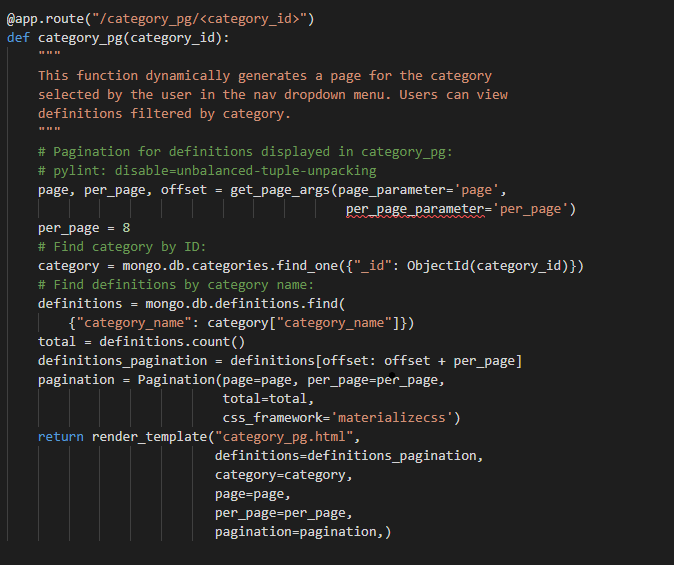 @app.route("/category_pg/<category_id>")
def category_pg(category_id):
    """
    This function dynamically generates a page for the category
    selected by the user in the nav dropdown menu. Users can view
    definitions filtered by category.
    """
    # Pagination for definitions displayed in category_pg:
    # pylint: disable=unbalanced-tuple-unpacking
    page, per_page, offset = get_page_args(page_parameter='page',
                                            per_page_parameter='per_page')
    per_page = 8
    # Find category by ID:
    category = mongo.db.categories.find_one({"_id": ObjectId(category_id)})
    # Find definitions by category name:
    definitions = mongo.db.definitions.find(
        {"category_name": category["category_name"]})
    total = definitions.count()
    definitions_pagination = definitions[offset: offset + per_page]
    pagination = Pagination(page=page, per_page=per_page,
                            total=total,
                            css_framework='materializecss')
    return render_template("category_pg.html",
                           definitions=definitions_pagination,
                           category=category,
                           page=page,
                           per_page=per_page,
                           pagination=pagination,)